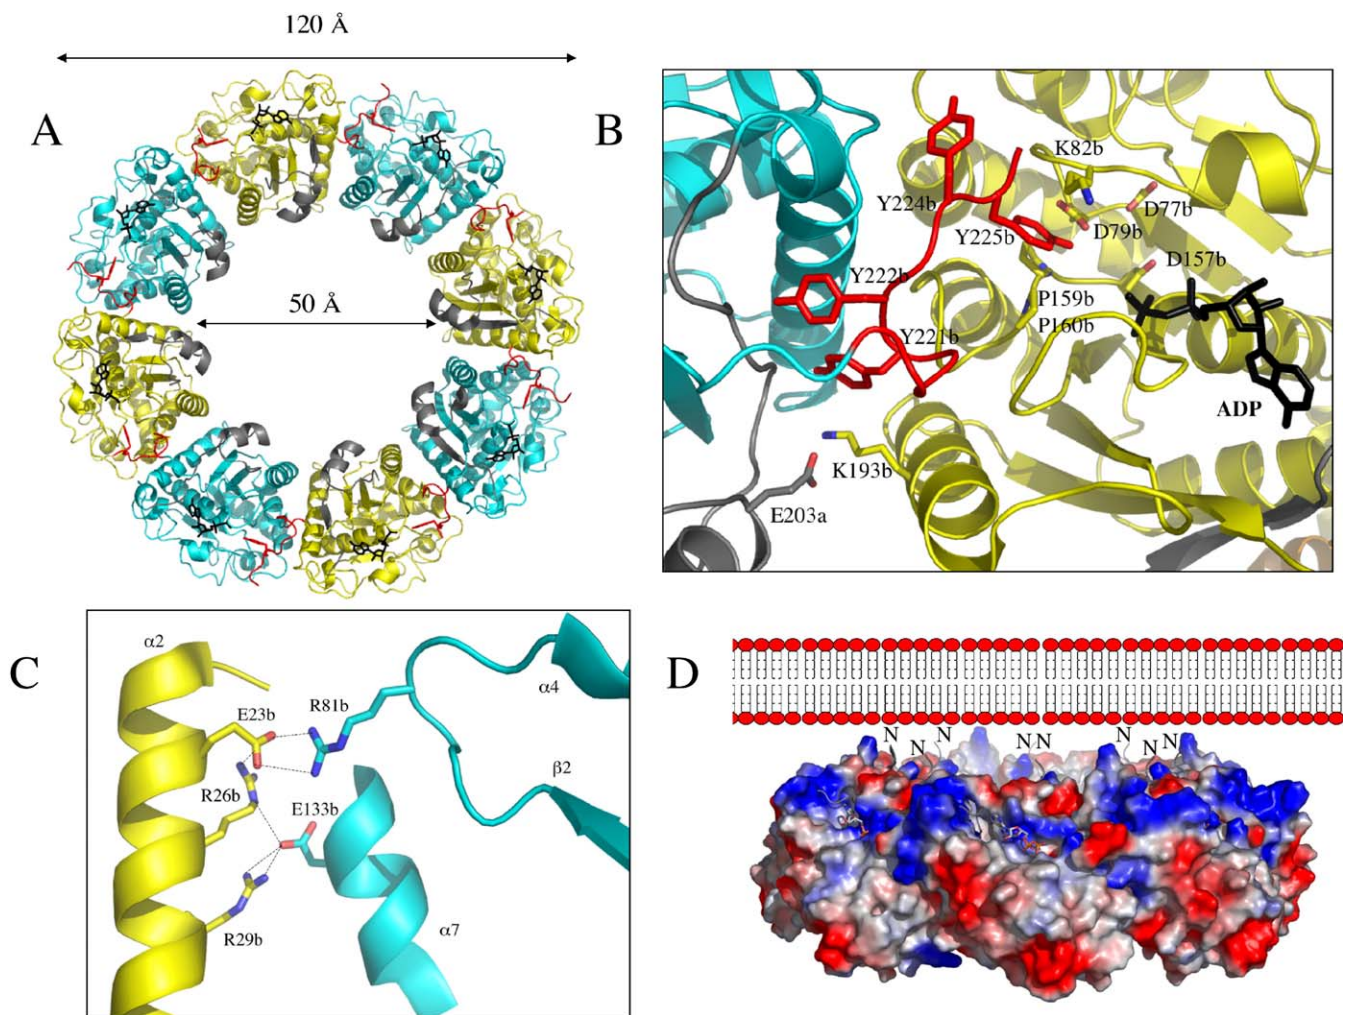 120 Å
A
50 Å
B
K82b
Y224b
D77b
Y225b
D79b
D157b
Y222b
P159b
Y221b
P160b
ADP
K193b
E203a
C
α2
E23b
R81b
α4
R26b
β2
E133b
R29b
α7
D
N N N N N N N N